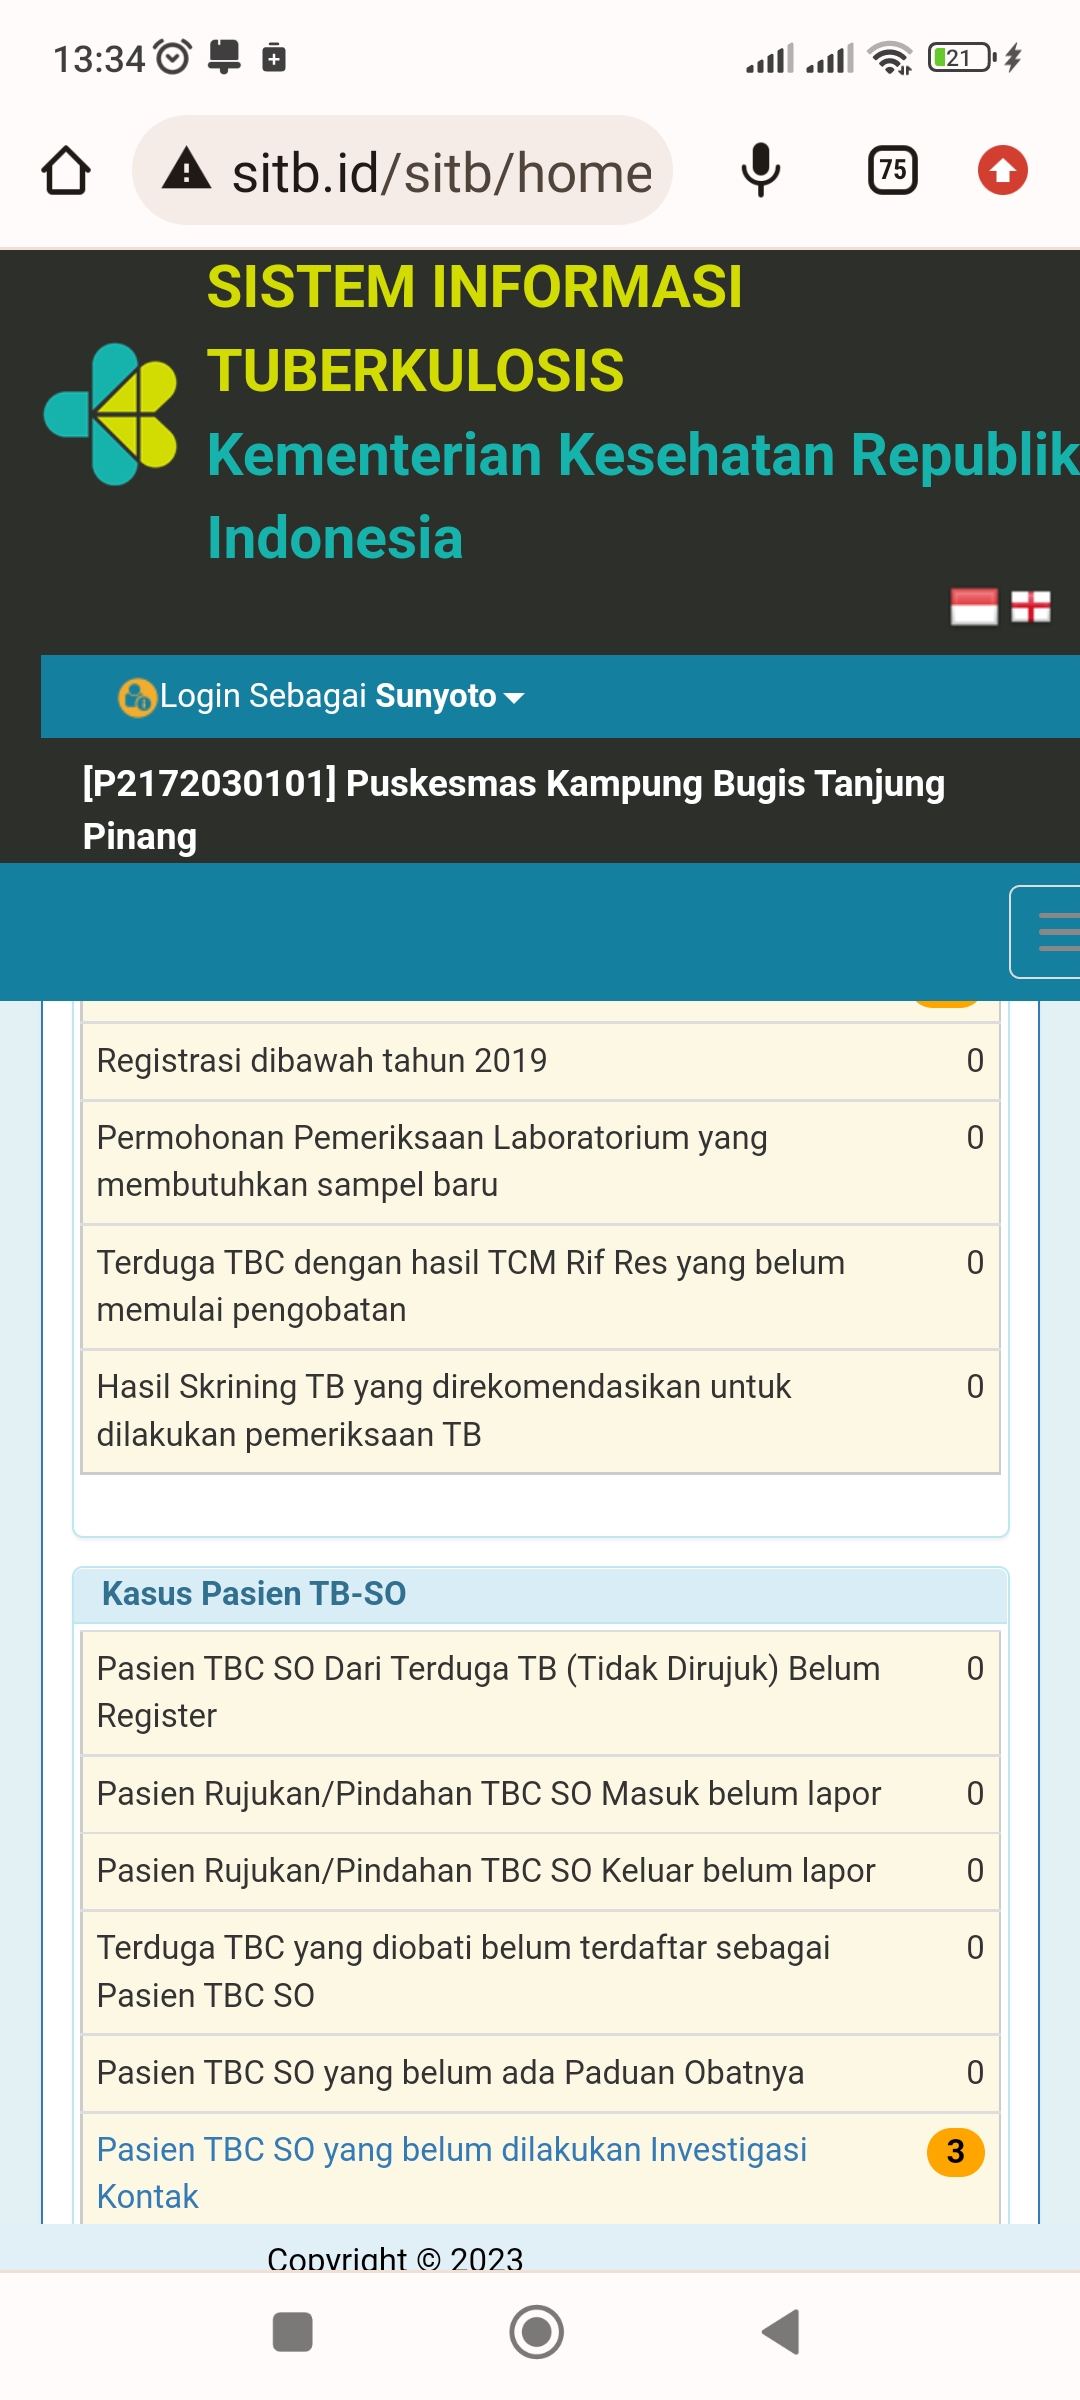 13:34
21
sitb.id/sitb/home
75
SISTEM INFORMASI
TUBERKULOSIS
Kementerian Kesehatan Republik
Indonesia
Login Sebagai Sunyoto
[P2172030101] Puskesmas Kampung Bugis Tanjung
Pinang
Registrasi dibawah tahun 2019 0
Permohonan Pemeriksaan Laboratorium yang 0
membutuhkan sampel baru
Terduga TBC dengan hasil TCM Rif Res yang belum 0
memulai pengobatan
Hasil Skrining TB yang direkomendasikan untuk 0
dilakukan pemeriksaan TB
Kasus Pasien TB-SO
Pasien TBC SO Dari Terduga TB (Tidak Dirujuk) Belum 0
Register
Pasien Rujukan/Pindahan TBC SO Masuk belum lapor 0
Pasien Rujukan/Pindahan TBC SO Keluar belum lapor 0
Terduga TBC yang diobati belum terdaftar sebagai 0
Pasien TBC SO
Pasien TBC SO yang belum ada Paduan Obatnya 0
Pasien TBC SO yang belum dilakukan Investigasi 3
Kontak
Copyright © 2023